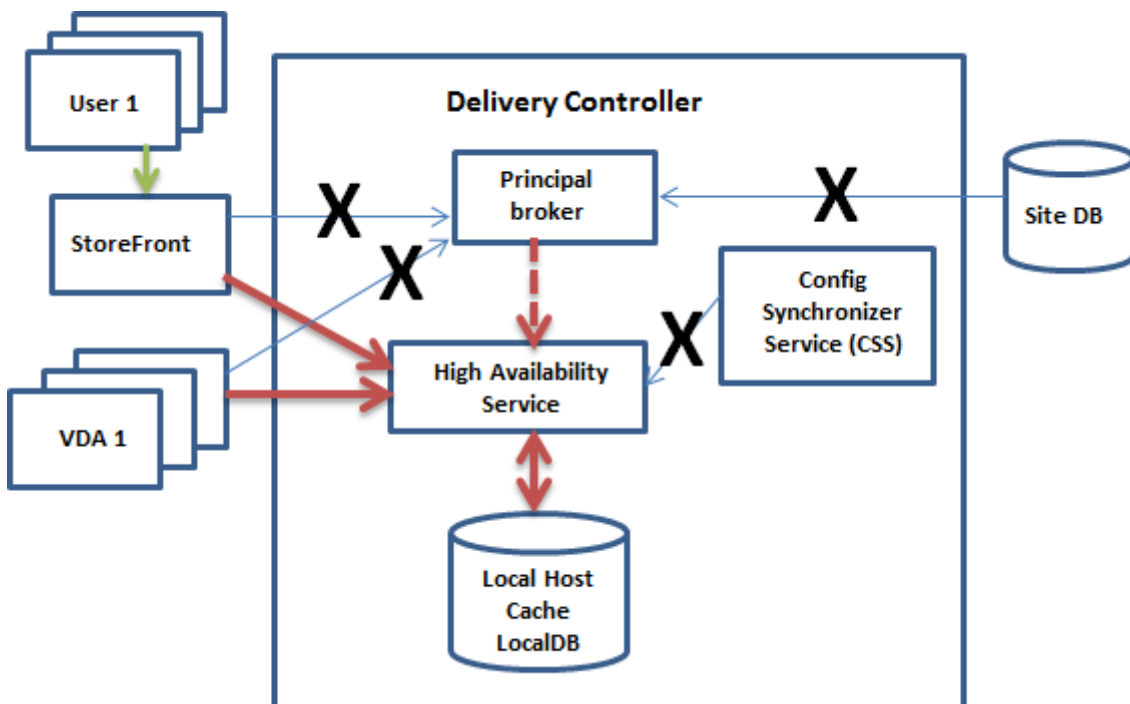 User 1
Delivery Controller
StoreFront
X
Principal
broker
X
Site DB
X
Config
Synchronizer
Service (CSS)
X
High Availability
Service
VDA 1
Local Host
Cache
LocalDB